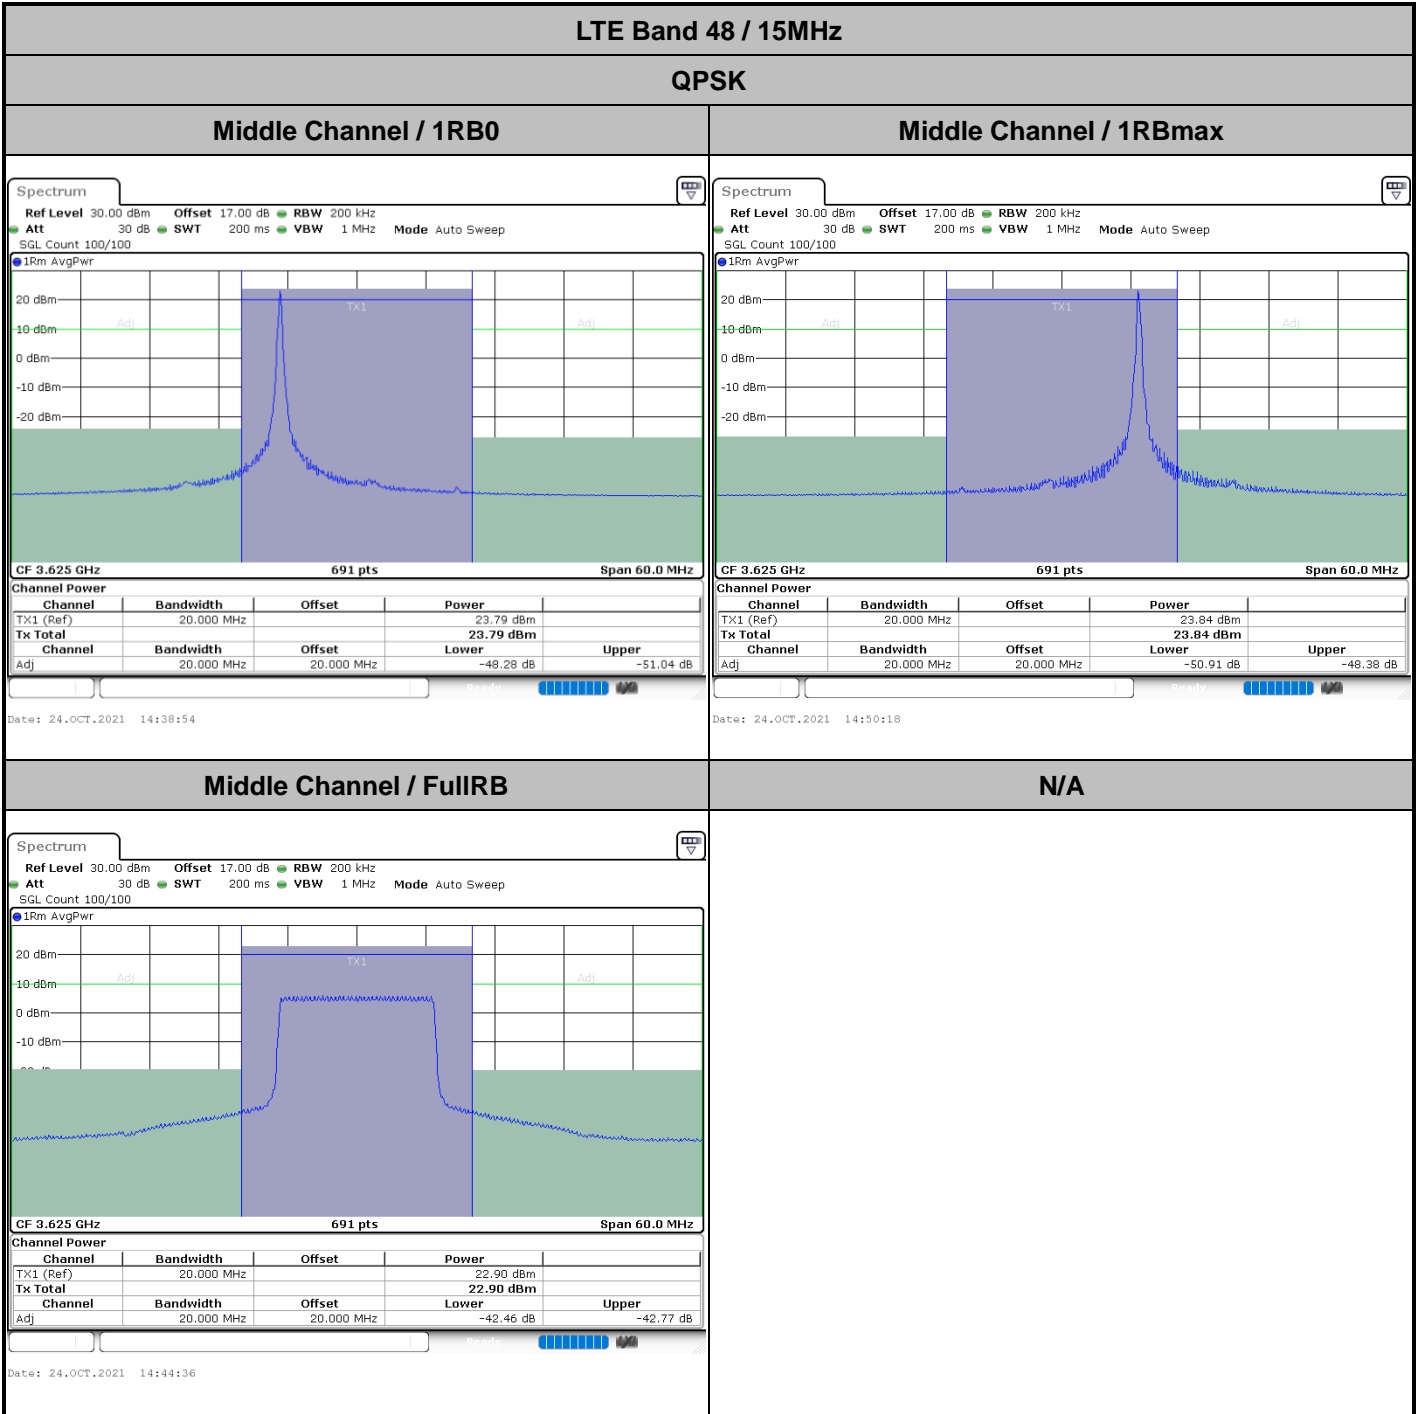 LTE Band 48 / 15MHz
QPSK
Middle Channel / 1RB0
Middle Channel / 1RBmax
Spectrum
Ref Level 30.00 dBm Offset 17.00 dB RBW 200 kHz
Att 30 dB SWT 200 ms VBW 1 MHz Mode Auto Sweep
SGL Count 100/100
1Rm AvgPwr
20 dBm
TX1
Adj
Adj
10 dBm
0 dBm
-10 dBm
-20 dBm
CF 3.625 GHz 691 pts Span 60.0 MHz
Channel Power
Channel Bandwidth Offset Power
TX1 (Ref) 20.000 MHz 23.79 dBm
Tx Total 23.79 dBm
Channel Bandwidth Offset Lower Upper
Adj 20.000 MHz 20.000 MHz -48.28 dB -51.04 dB
Ready
Date: 24.OCT.2021 14:38:54
Spectrum
Ref Level 30.00 dBm Offset 17.00 dB RBW 200 kHz
Att 30 dB SWT 200 ms VBW 1 MHz Mode Auto Sweep
SGL Count 100/100
1Rm AvgPwr
20 dBm
TX1
Adj
Adj
10 dBm
0 dBm
-10 dBm
-20 dBm
CF 3.625 GHz 691 pts Span 60.0 MHz
Channel Power
Channel Bandwidth Offset Power
TX1 (Ref) 20.000 MHz 23.84 dBm
Tx Total 23.84 dBm
Channel Bandwidth Offset Lower Upper
Adj 20.000 MHz 20.000 MHz -50.91 dB -48.38 dB
Ready
Date: 24.OCT.2021 14:50:18
Middle Channel / FullRB
N/A
Spectrum
Ref Level 30.00 dBm Offset 17.00 dB RBW 200 kHz
Att 30 dB SWT 200 ms VBW 1 MHz Mode Auto Sweep
SGL Count 100/100
1Rm AvgPwr
20 dBm
TX1
Adj
Adj
10 dBm
0 dBm
-10 dBm
CF 3.625 GHz 691 pts Span 60.0 MHz
Channel Power
Channel Bandwidth Offset Power
TX1 (Ref) 20.000 MHz 22.90 dBm
Tx Total 22.90 dBm
Channel Bandwidth Offset Lower Upper
Adj 20.000 MHz 20.000 MHz -42.46 dB -42.77 dB
Ready
Date: 24.OCT.2021 14:44:36